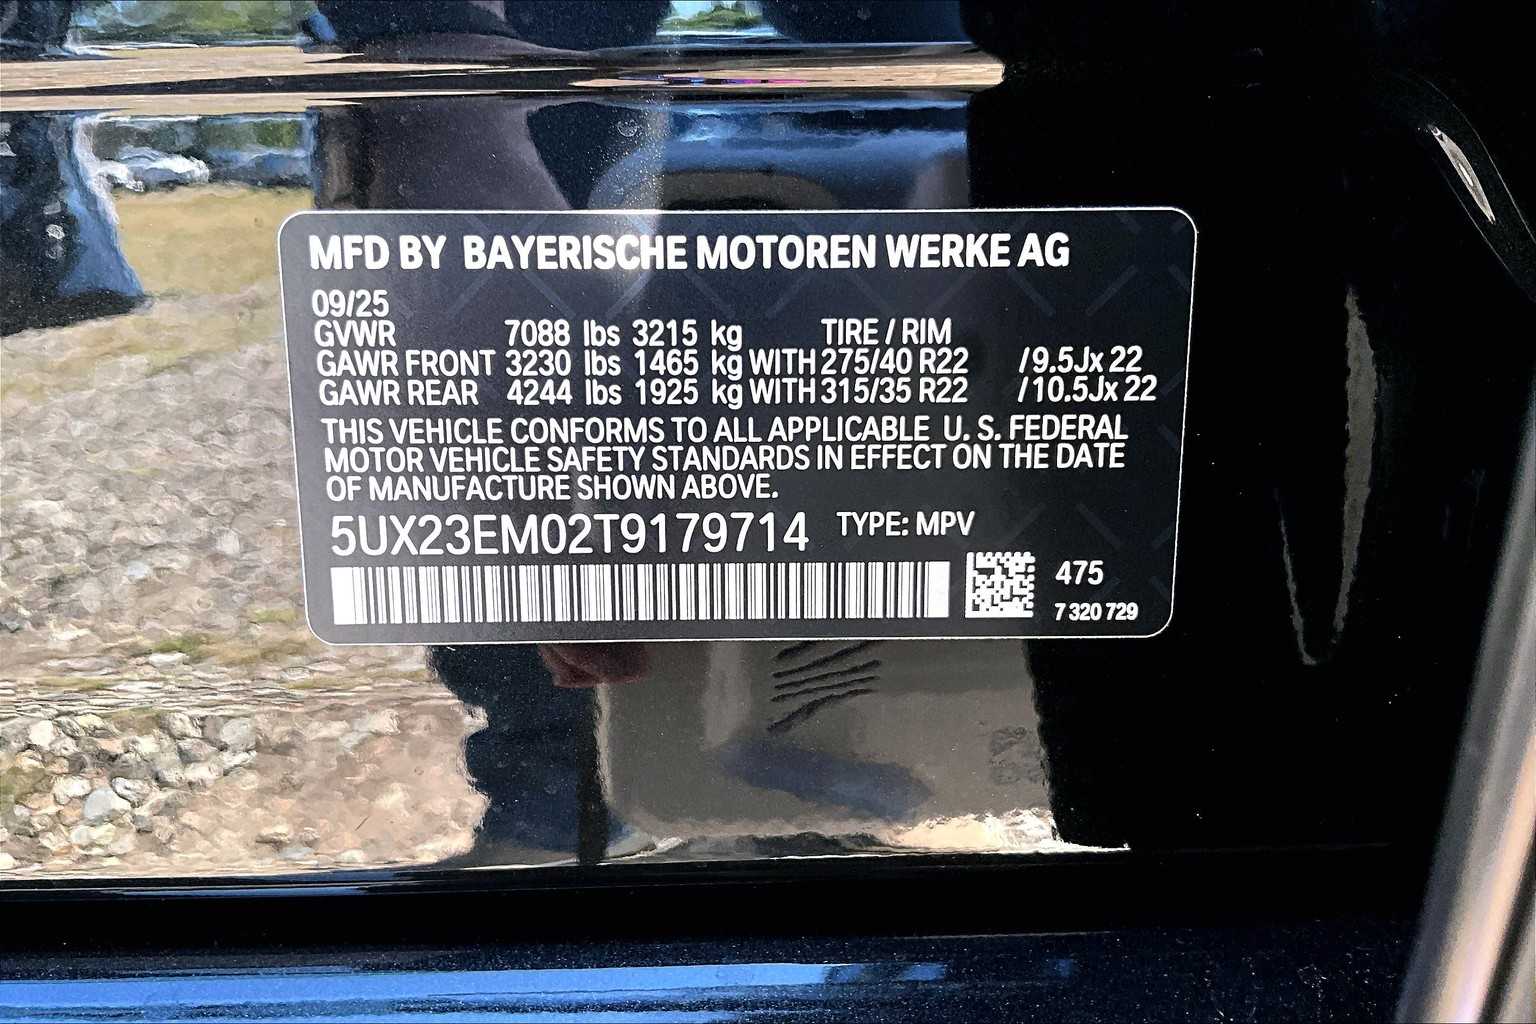 MFD BY BAYERISCHE MOTOREN WERKE AG
09/25
GVWR 7088 lbs 3215 kg TIRE / RIM
GAWR FRONT 3230 lbs 1465 kg WITH 275/40 R22 /9.5Jx 22
GAWR REAR 4244 lbs 1925 kg WITH 315/35 R22 /10.5Jx 22
THIS VEHICLE CONFORMS TO ALL APPLICABLE U. S. FEDERAL
MOTOR VEHICLE SAFETY STANDARDS IN EFFECT ON THE DATE
OF MANUFACTURE SHOWN ABOVE.
5UX23EM02T9179714 TYPE: MPV
475
7 320 729